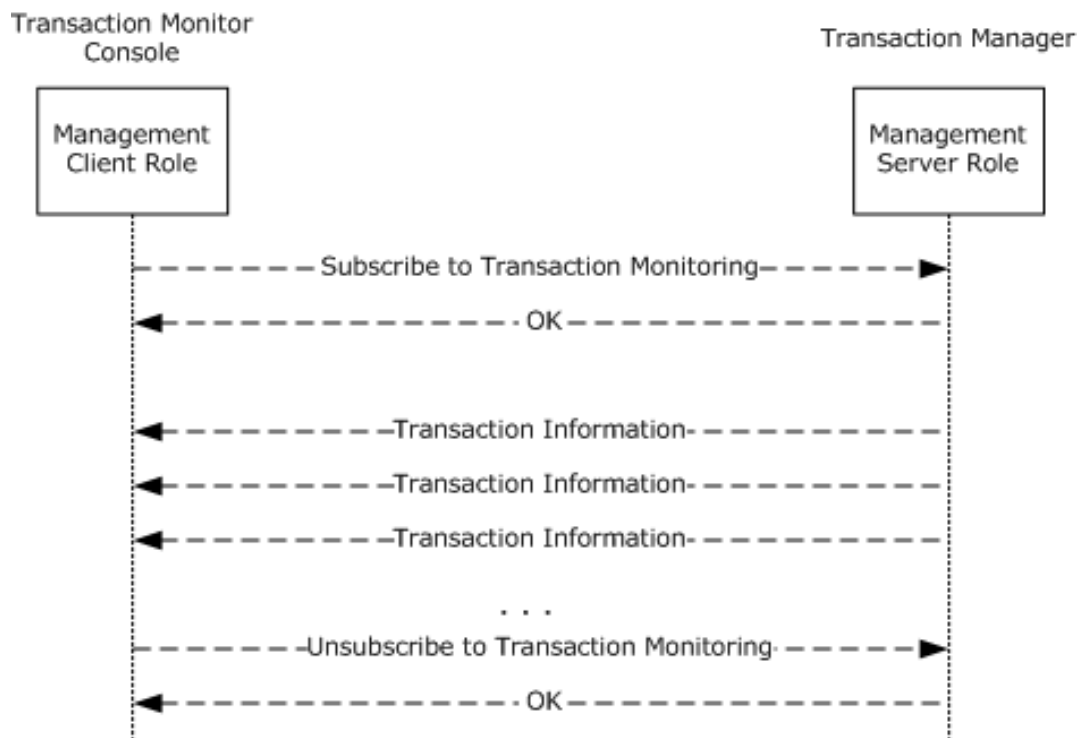 Transaction Monitor
Console
Transaction Manager
Management
Client Role
Management
Server Role
Subscribe to Transaction Monitoring
OK
Transaction Information
Transaction Information
Transaction Information
. . .
Unsubscribe to Transaction Monitoring
OK